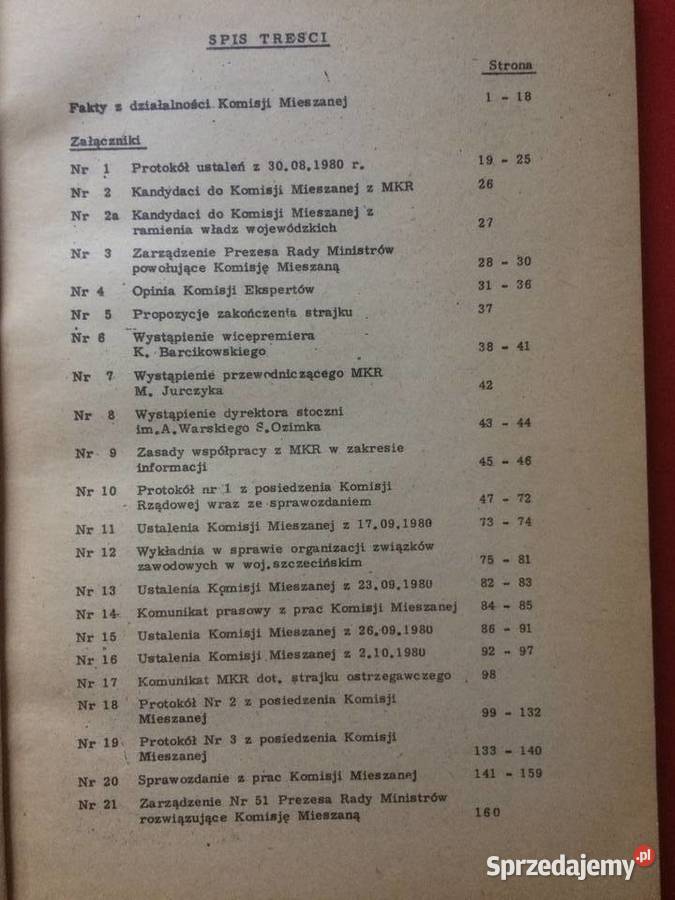 SPIS TREŚCI
Strona
Fakty z działalności Komisji Mieszanej 1 - 18
Załączniki
Nr 1 Protokół ustaleń z 30.08.1980 r. 19 - 25
Nr 2 Kandydaci do Komisji Mieszanej z MKR 26
Nr 2a Kandydaci do Komisji Mieszanej z
ramienia władz wojewódzkich 27
Nr 3 Zarządzenie Prezesa Rady Ministrów
powołujące Komisję Mieszaną 28 - 30
Nr 4 Opinia Komisji Ekspertów 31 - 36
Nr 5 Propozycje zakończenia strajku 37
Nr 6 Wystąpienie wicepremiera
K. Barcikowskiego 38 - 41
Nr 7 Wystąpienie przewodniczącego MKR
M. Jurczyka 42
Nr 8 Wystąpienie dyrektora stoczni
im.A.Warskiego S.Ozimka 43 - 44
Nr 9 Zasady współpracy z MKR w zakresie
informacji 45 - 46
Nr 10 Protokół nr 1 z posiedzenia Komisji
Rządowej wraz ze sprawozdaniem 47 - 72
Nr 11 Ustalenia Komisji Mieszanej z 17.09.1980 73 - 74
Nr 12 Wykładnia w sprawie organizacji związków
zawodowych w woj.szczecińskim 75 - 81
Nr 13 Ustalenia Komisji Mieszanej z 23.09.1980 82 - 83
Nr 14 Komunikat prasowy z prac Komisji Mieszanej 84 - 85
Nr 15 Ustalenia Komisji Mieszanej z 26.09.1980 86 - 91
Nr 16 Ustalenia Komisji Mieszanej z 2.10.1980 92 - 97
Nr 17 Komunikat MKR dot. strajku ostrzegawczego 98
Nr 18 Protokół Nr 2 z posiedzenia Komisji
Mieszanej 99 - 132
Nr 19 Protokół Nr 3 z posiedzenia Komisji
Mieszanej 133 - 140
Nr 20 Sprawozdanie z prac Komisji Mieszanej 141 - 159
Nr 21 Zarządzenie Nr 51 Prezesa Rady Ministrów
rozwiązujące Komisję Mieszaną 160
Sprzedajemy.pl